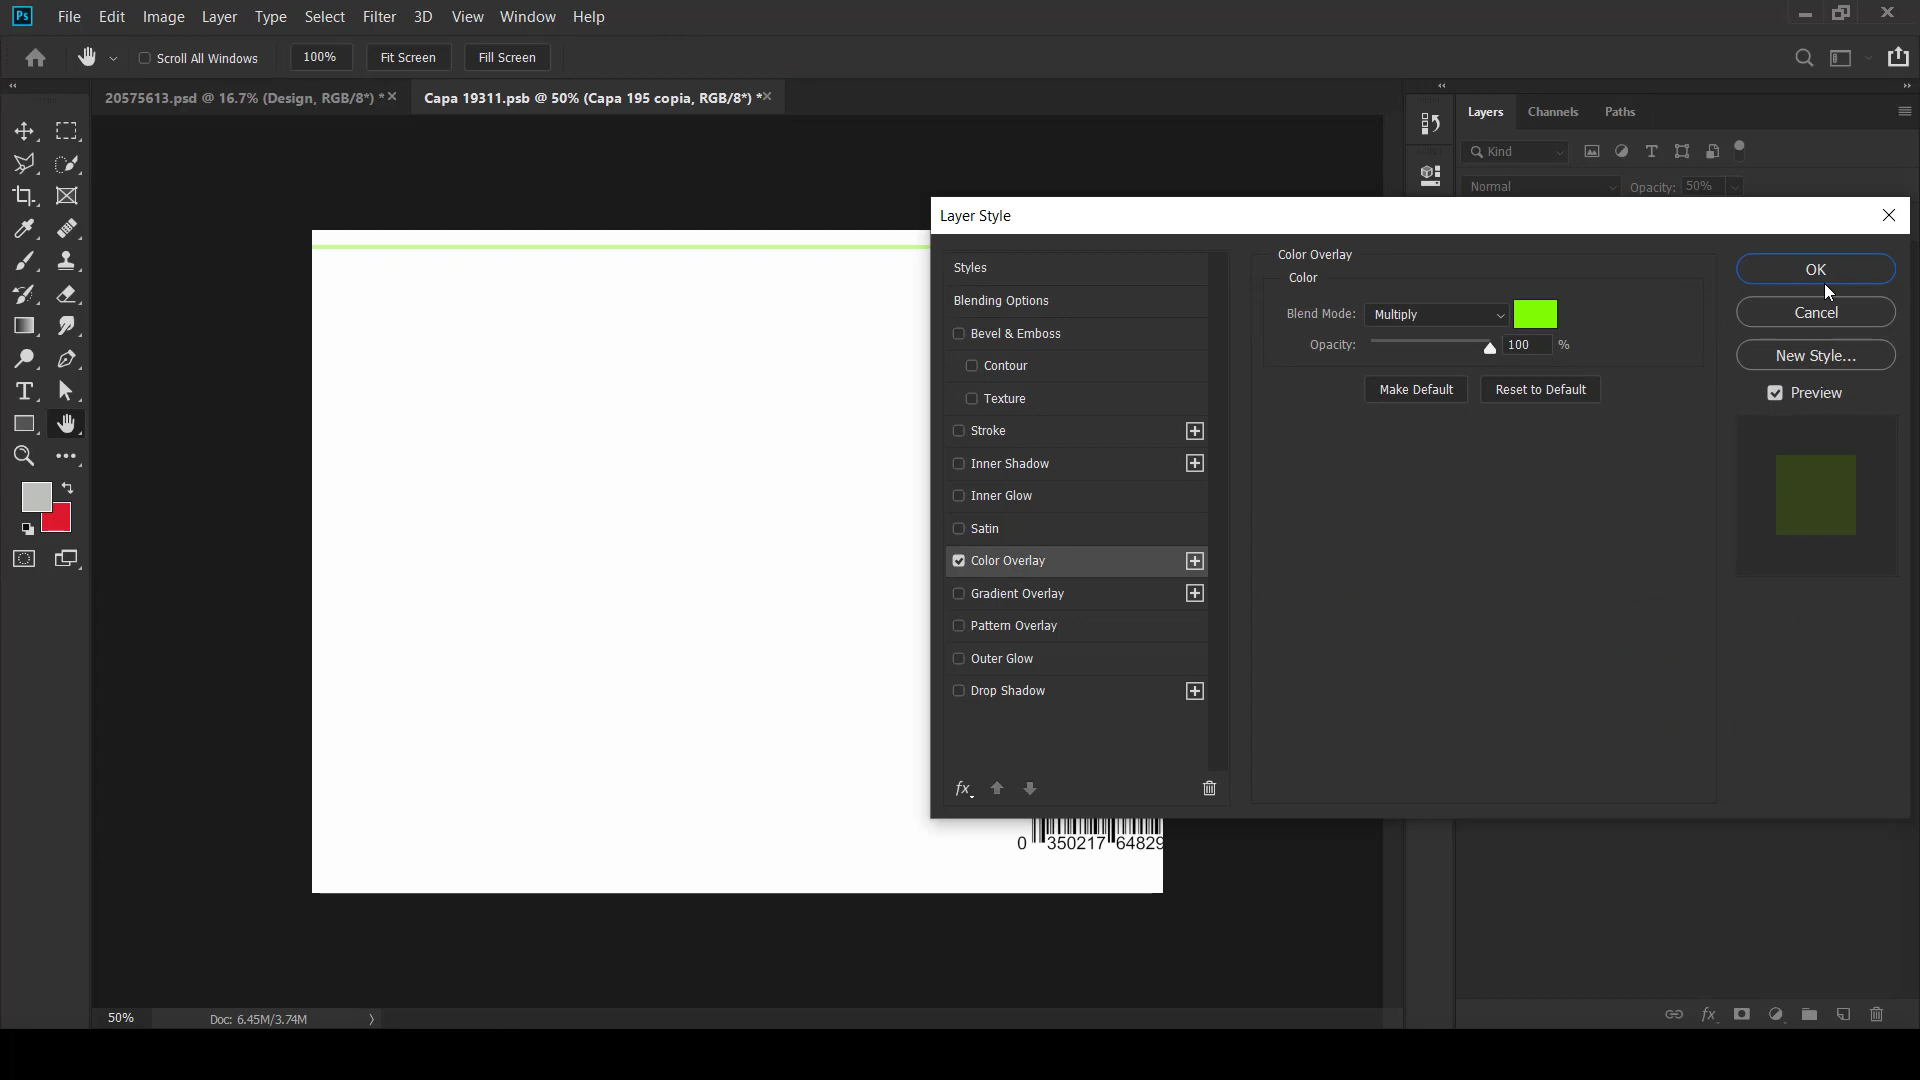 Ps File Edit Image Layer Type Select Filter 3D View Window Help
Scroll All Windows 100% Fit Screen Fill Screen
20575613.psd @ 16.7% (Design, RGB/8*) * Capa 19311.psb @ 50% (Capa 195 copia, RGB/8*) *
Layers Channels Paths
Kind
Normal Opacity: 50%
Layer Style
Styles
Blending Options
Bevel & Emboss
Contour
Texture
Stroke
Inner Shadow
Inner Glow
Satin
Color Overlay
Gradient Overlay
Pattern Overlay
Outer Glow
Drop Shadow
fx
Color Overlay
Color
Blend Mode: Multiply
Opacity: 100 %
Make Default Reset to Default
OK
Cancel
New Style...
Preview
0 350217 64829
50% Doc: 6.45M/3.74M
fx